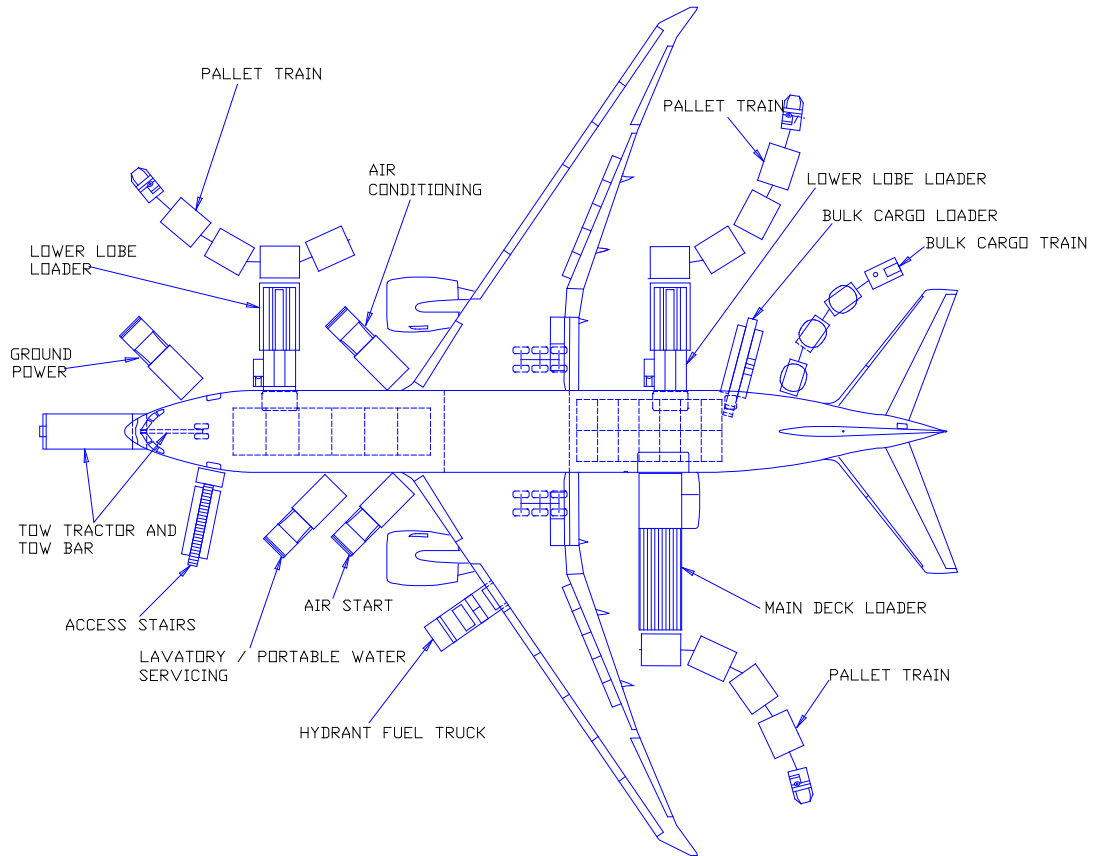 PALLET TRAIN
PALLET TRAIN
AIR
CONDITIONING
LOWER LOBE LOADER
BULK CARGO LOADER
BULK CARGO TRAIN
LOWER LOBE
LOADER
GROUND
POWER
TOW TRACTOR AND
TOW BAR
AIR START
MAIN DECK LOADER
ACCESS STAIRS
LAVATORY / PORTABLE WATER
SERVICING
PALLET TRAIN
HYDRANT FUEL TRUCK